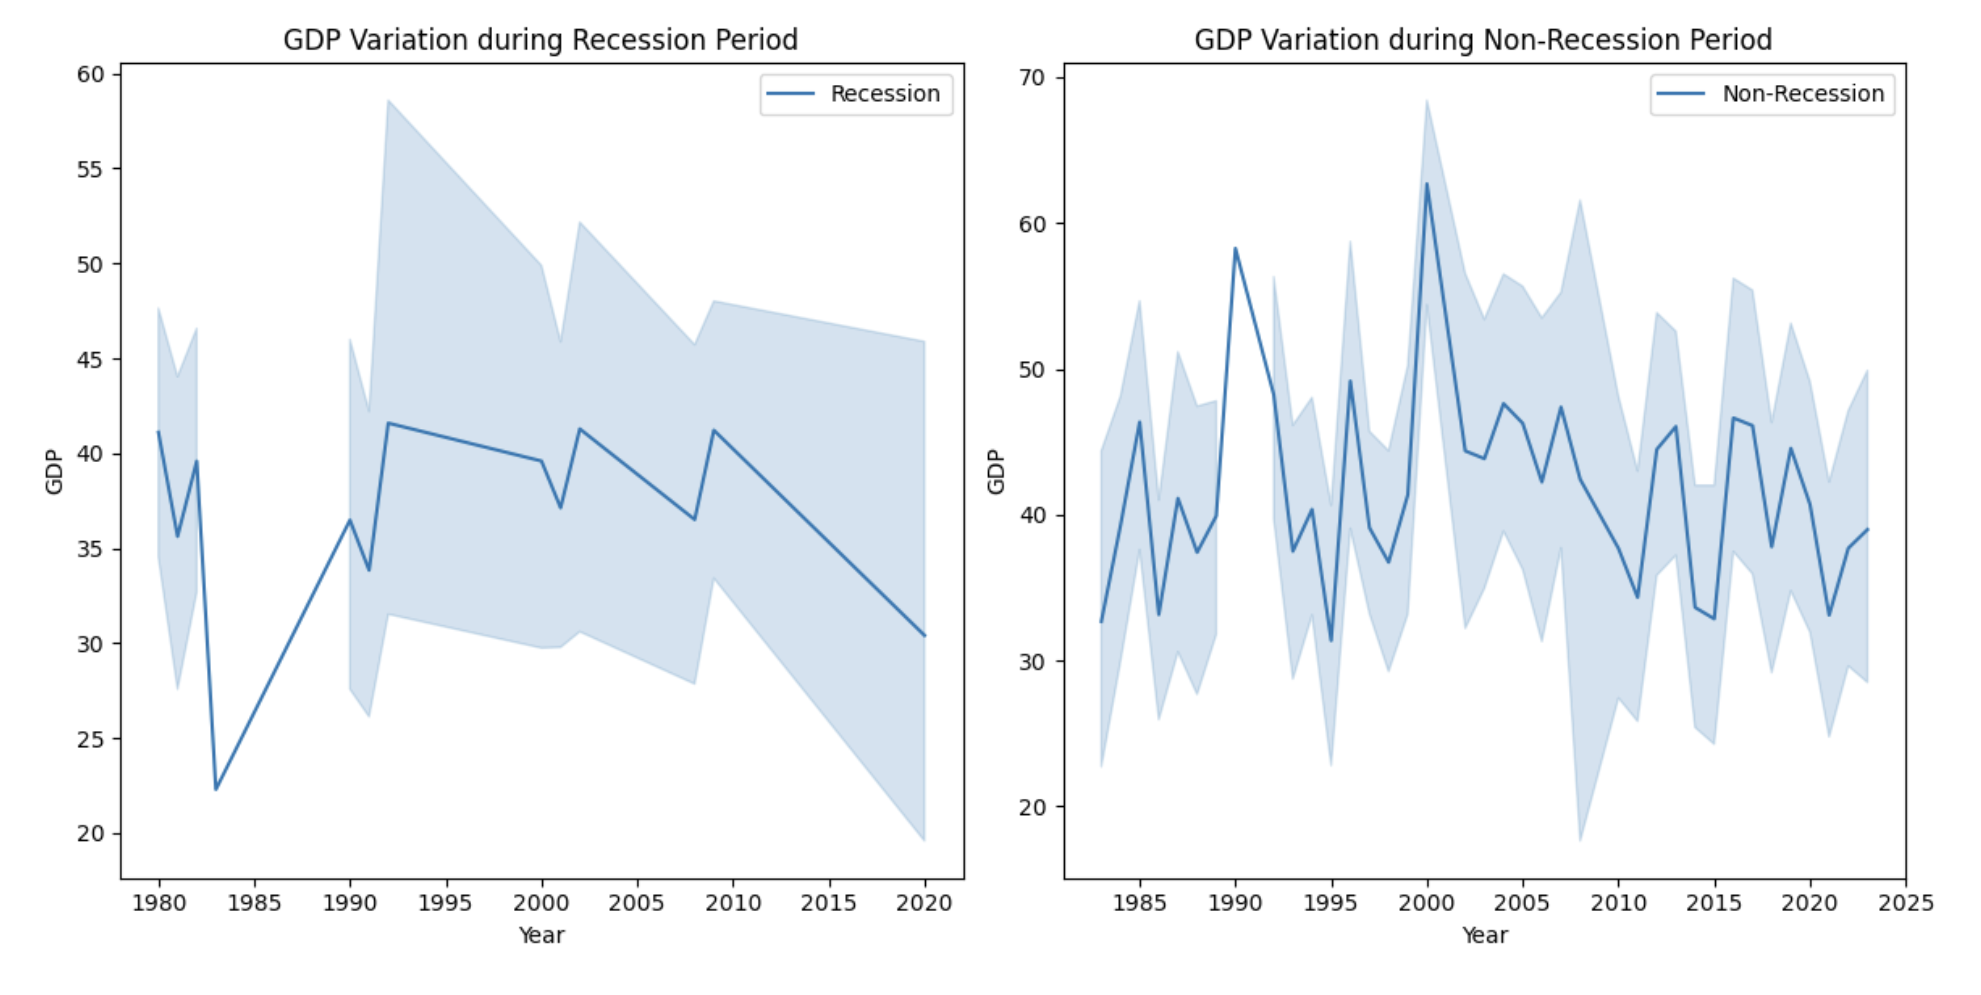 GDP Variation during Recession Period
60
55
50
45
40
35
30
25
20
GDP
Recession
1980 1985 1990 1995 2000 2005 2010 2015 2020
Year
GDP Variation during Non-Recession Period
70
60
50
40
30
20
GDP
Non-Recession
1985 1990 1995 2000 2005 2010 2015 2020 2025
Year